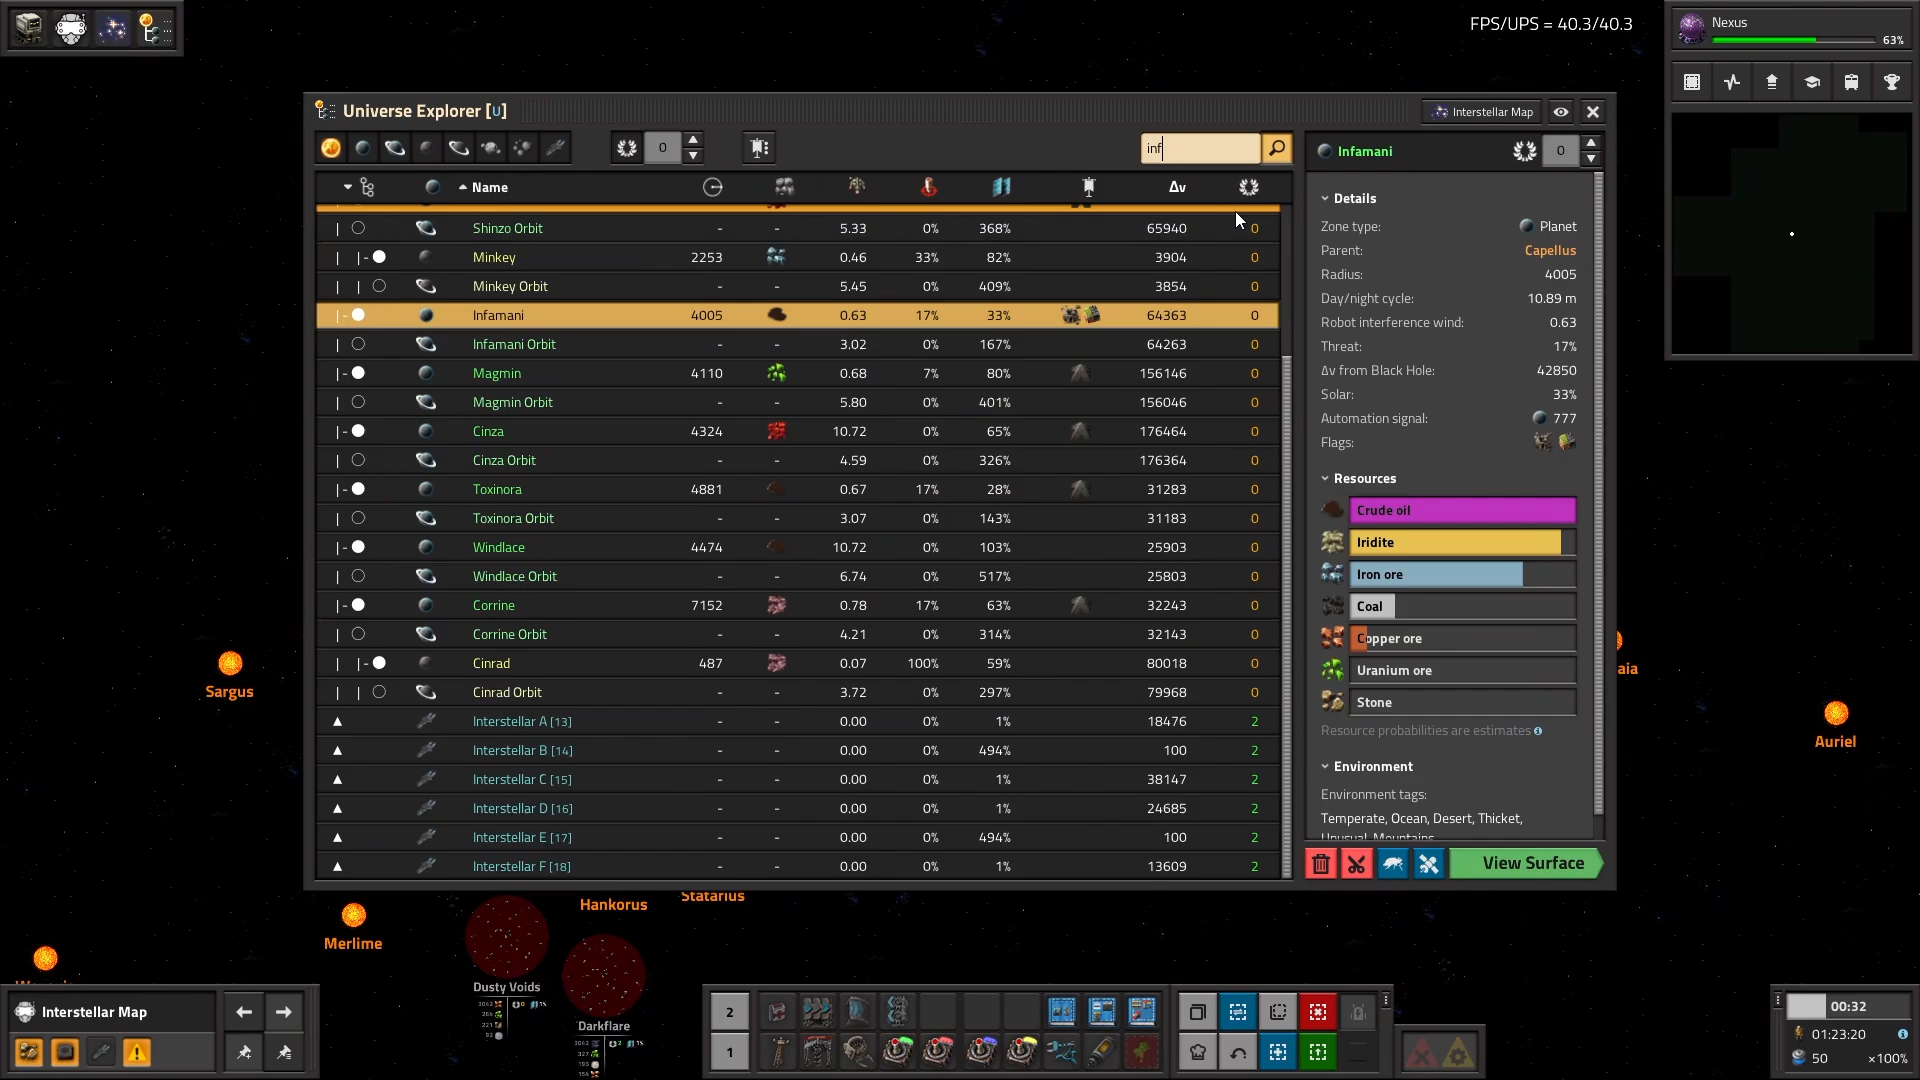 FPS/UPS = 40.3/40.3
Nexus
63%
Universe Explorer [U]
Interstellar Map
0
inf
Infamani
0
Name Δv
Shinzo Orbit - - 5.33 0% 368% 65940 0
Minkey 2253 0.46 33% 82% 3904 0
Minkey Orbit - - 5.45 0% 409% 3854 0
Infamani 4005 0.63 17% 33% 64363 0
Infamani Orbit - - 3.02 0% 167% 64263 0
Magmin 4110 0.68 7% 80% 156146 0
Magmin Orbit - - 5.80 0% 401% 156046 0
Cinza 4324 10.72 0% 65% 176464 0
Cinza Orbit - - 4.59 0% 326% 176364 0
Toxinora 4881 0.67 17% 28% 31283 0
Toxinora Orbit - - 3.07 0% 143% 31183 0
Windlace 4474 10.72 0% 103% 25903 0
Windlace Orbit - - 6.74 0% 517% 25803 0
Corrine 7152 0.78 17% 63% 32243 0
Corrine Orbit - - 4.21 0% 314% 32143 0
Cinrad 487 0.07 100% 59% 80018 0
Cinrad Orbit - - 3.72 0% 297% 79968 0
Interstellar A [13] - - 0.00 0% 1% 18476 2
Interstellar B [14] - - 0.00 0% 494% 100 2
Interstellar C [15] - - 0.00 0% 1% 38147 2
Interstellar D [16] - - 0.00 0% 1% 24685 2
Interstellar E [17] - - 0.00 0% 494% 100 2
Interstellar F [18] - - 0.00 0% 1% 13609 2
Details
Zone type: Planet
Parent: Capellus
Radius: 4005
Day/night cycle: 10.89 m
Robot interference wind: 0.63
Threat: 17%
Δv from Black Hole: 42850
Solar: 33%
Automation signal: 777
Flags:
Resources
Crude oil
Iridite
Iron ore
Coal
Copper ore
Uranium ore
Stone
Resource probabilities are estimates
Environment
Environment tags:
Temperate, Ocean, Desert, Thicket,
Unusual, Mountains
View Surface
Sargus
aia
Auriel
Hankorus
Statarius
Merlime
Dusty Voids
Darkflare
Interstellar Map
2
1
00:32
01:23:20
50 ×100%